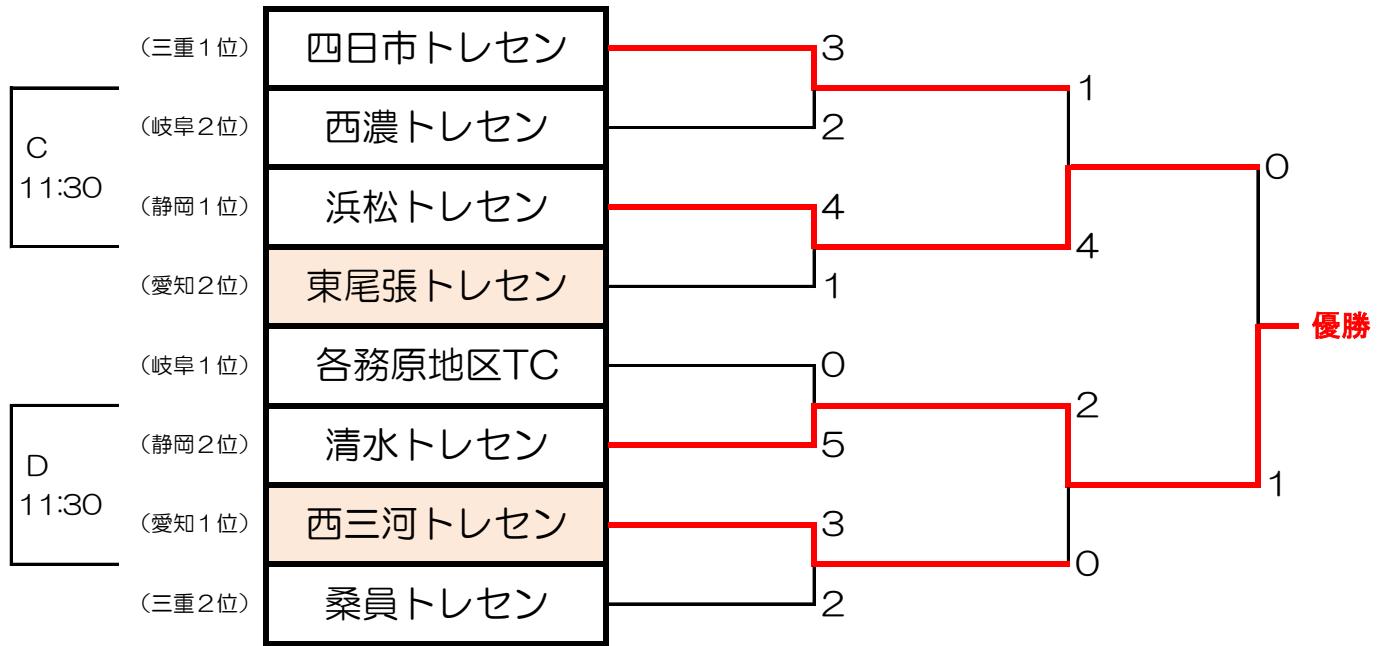 (三重1位) 四日市トレセン 3
1
(岐阜2位) 西濃トレセン 2
C
11:30
0
(静岡1位) 浜松トレセン 4
4
(愛知2位) 東尾張トレセン 1
優勝
(岐阜1位) 各務原地区TC 0
2
(静岡2位) 清水トレセン 5
D
11:30
1
(愛知1位) 西三河トレセン 3
0
(三重2位) 桑員トレセン 2